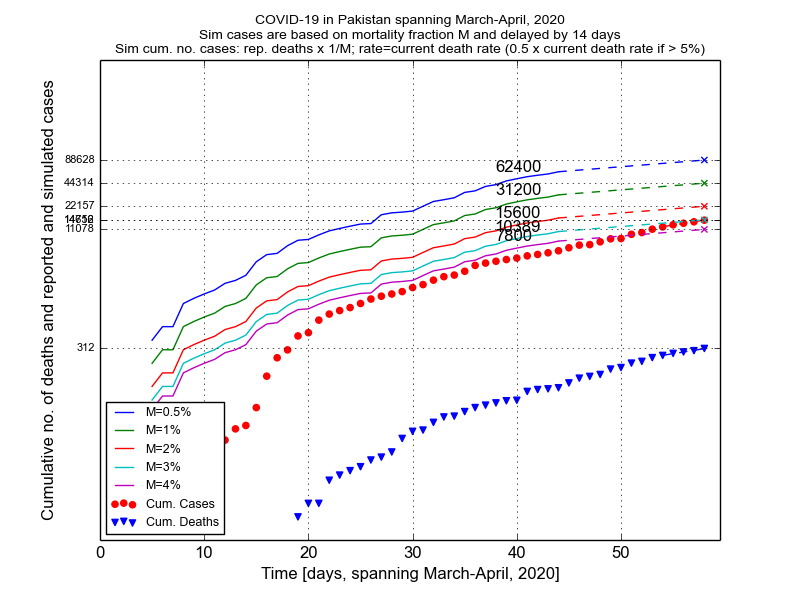 COVID-19 in Pakistan spanning March-April, 2020
Sim cases are based on mortality fraction M and delayed by 14 days
Sim cum. no. cases: rep. deaths x 1/M; rate=current death rate (0.5 x current death rate if > 5%)
Cumulative no. of deaths and reported and simulated cases
88628
44314
22157
11078
312
62400
31200
15600
10389
7800
M=0.5%
M=1%
M=2%
M=3%
M=4%
Cum. Cases
Cum. Deaths
0 10 20 30 40 50
Time [days, spanning March-April, 2020]